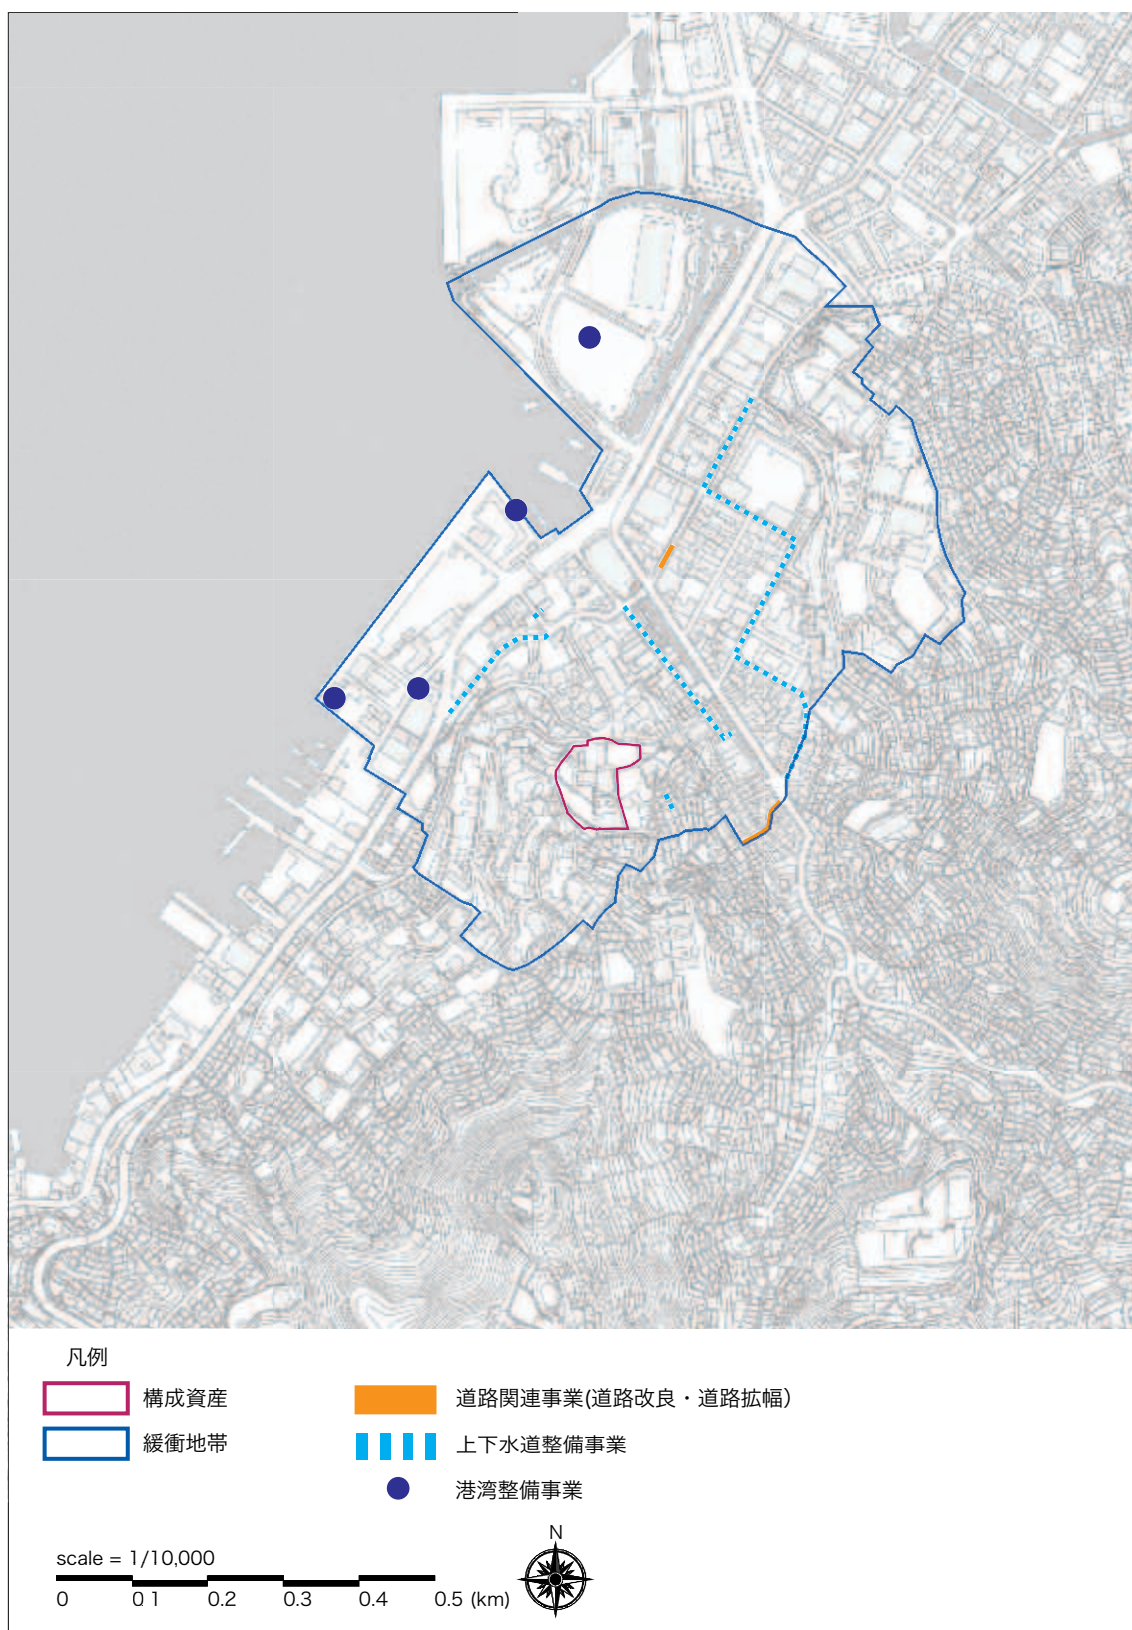 凡例
構成資産
緩衝地帯
道路関連事業(道路改良・道路拡幅）
上下水道整備事業
港湾整備事業
N
scale = 1/10,000
0 0 1 0.2 0.3 0.4 0.5 (km)